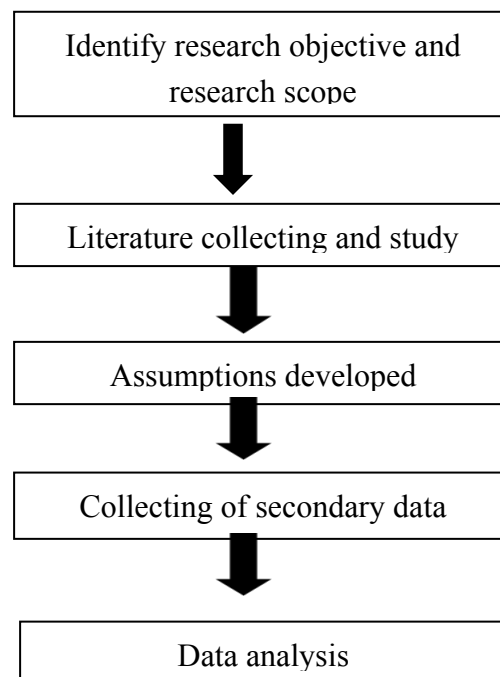 Identify research objective and
research scope
Literature collecting and study
Assumptions developed
Collecting of secondary data
Data analysis